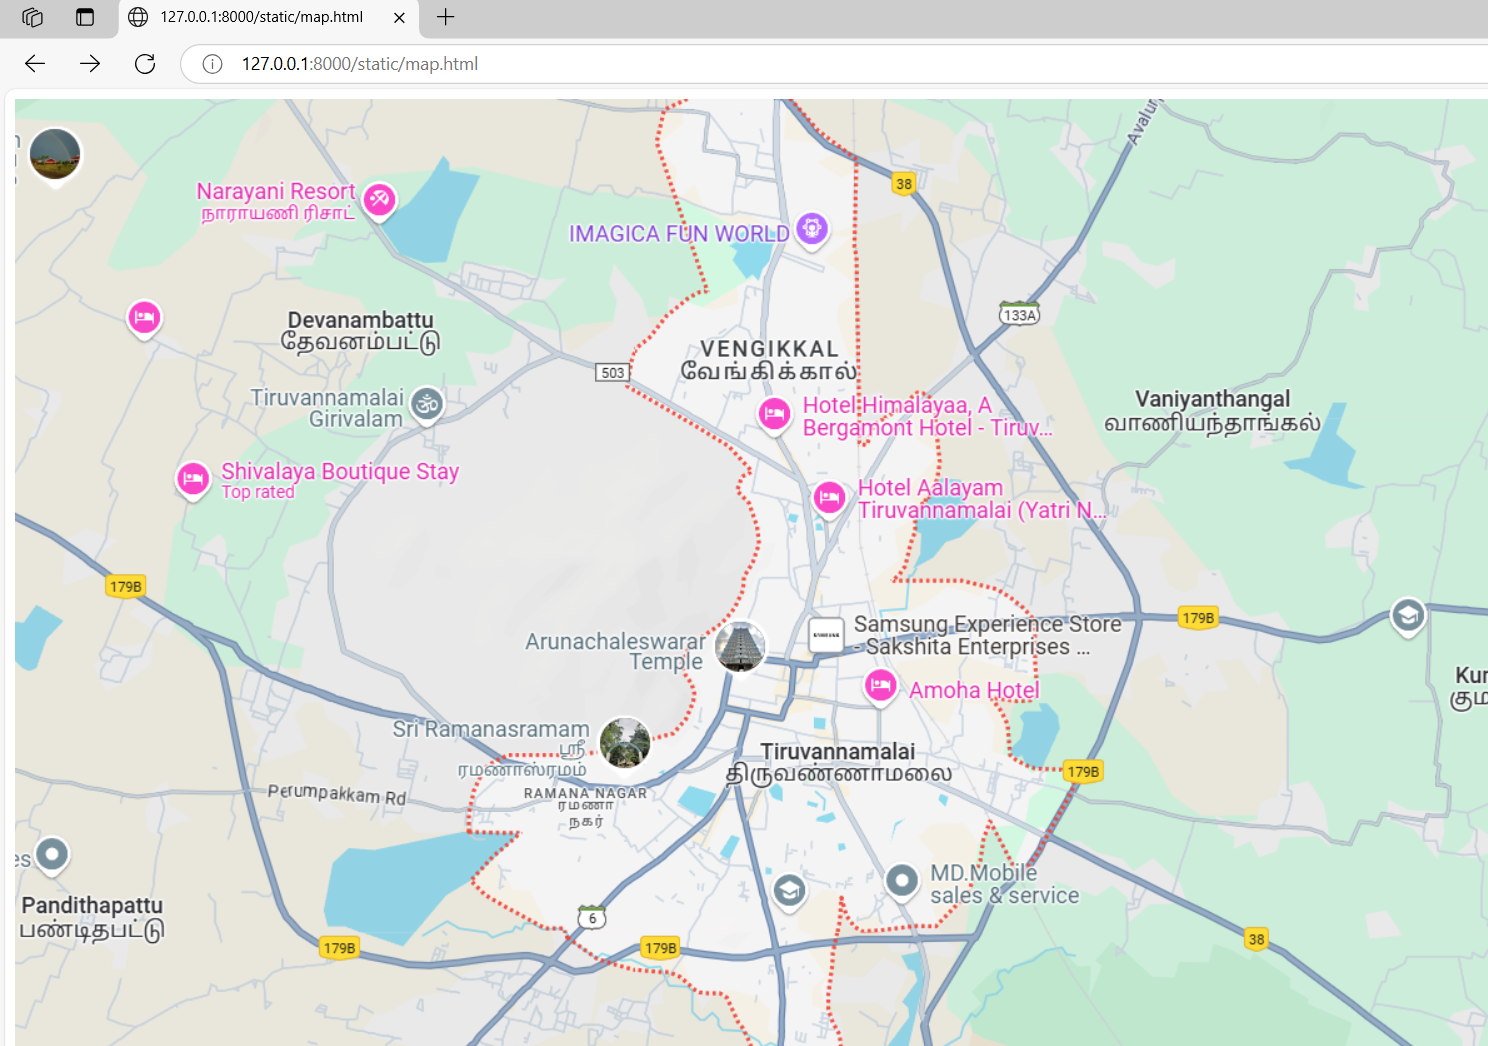 127.0.0.1:8000/static/map.html
127.0.0.1:8000/static/map.html
Avalur
38
Narayani Resort
நாராயணி ரிசாட்
IMAGICA FUN WORLD
133A
Devanambattu
தேவனம்பட்டு
VENGIKKAL
வேங்கிக்கால்
503
Tiruvannamalai
Girivalam
Hotel Himalayaa, A
Bergamont Hotel - Tiruv...
Vaniyanthangal
வாணியந்தாங்கல்
Shivalaya Boutique Stay
Top rated
Hotel Aalayam
Tiruvannamalai (Yatri N...
179B
179B
Samsung Experience Store
- Sakshita Enterprises ...
SAMSUNG
Arunachaleswarar
Temple
Amoha Hotel
Kur
கும
Sri Ramanasramam
ஸ்ரீ
ரமணாஸ்ரமம்
Tiruvannamalai
திருவண்ணாமலை
179B
Perumpakkam Rd
RAMANA NAGAR
ரமணா
நகர்
es
MD.Mobile
sales & service
Pandithapattu
பண்டிதபட்டு
6
179B
179B
38